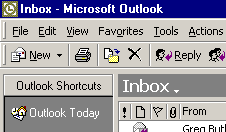 Inbox - Microsoft Outlook
File Edit View Favorites Tools Actions
New Reply
Outlook Shortcuts
Inbox .
Outlook Today
! From